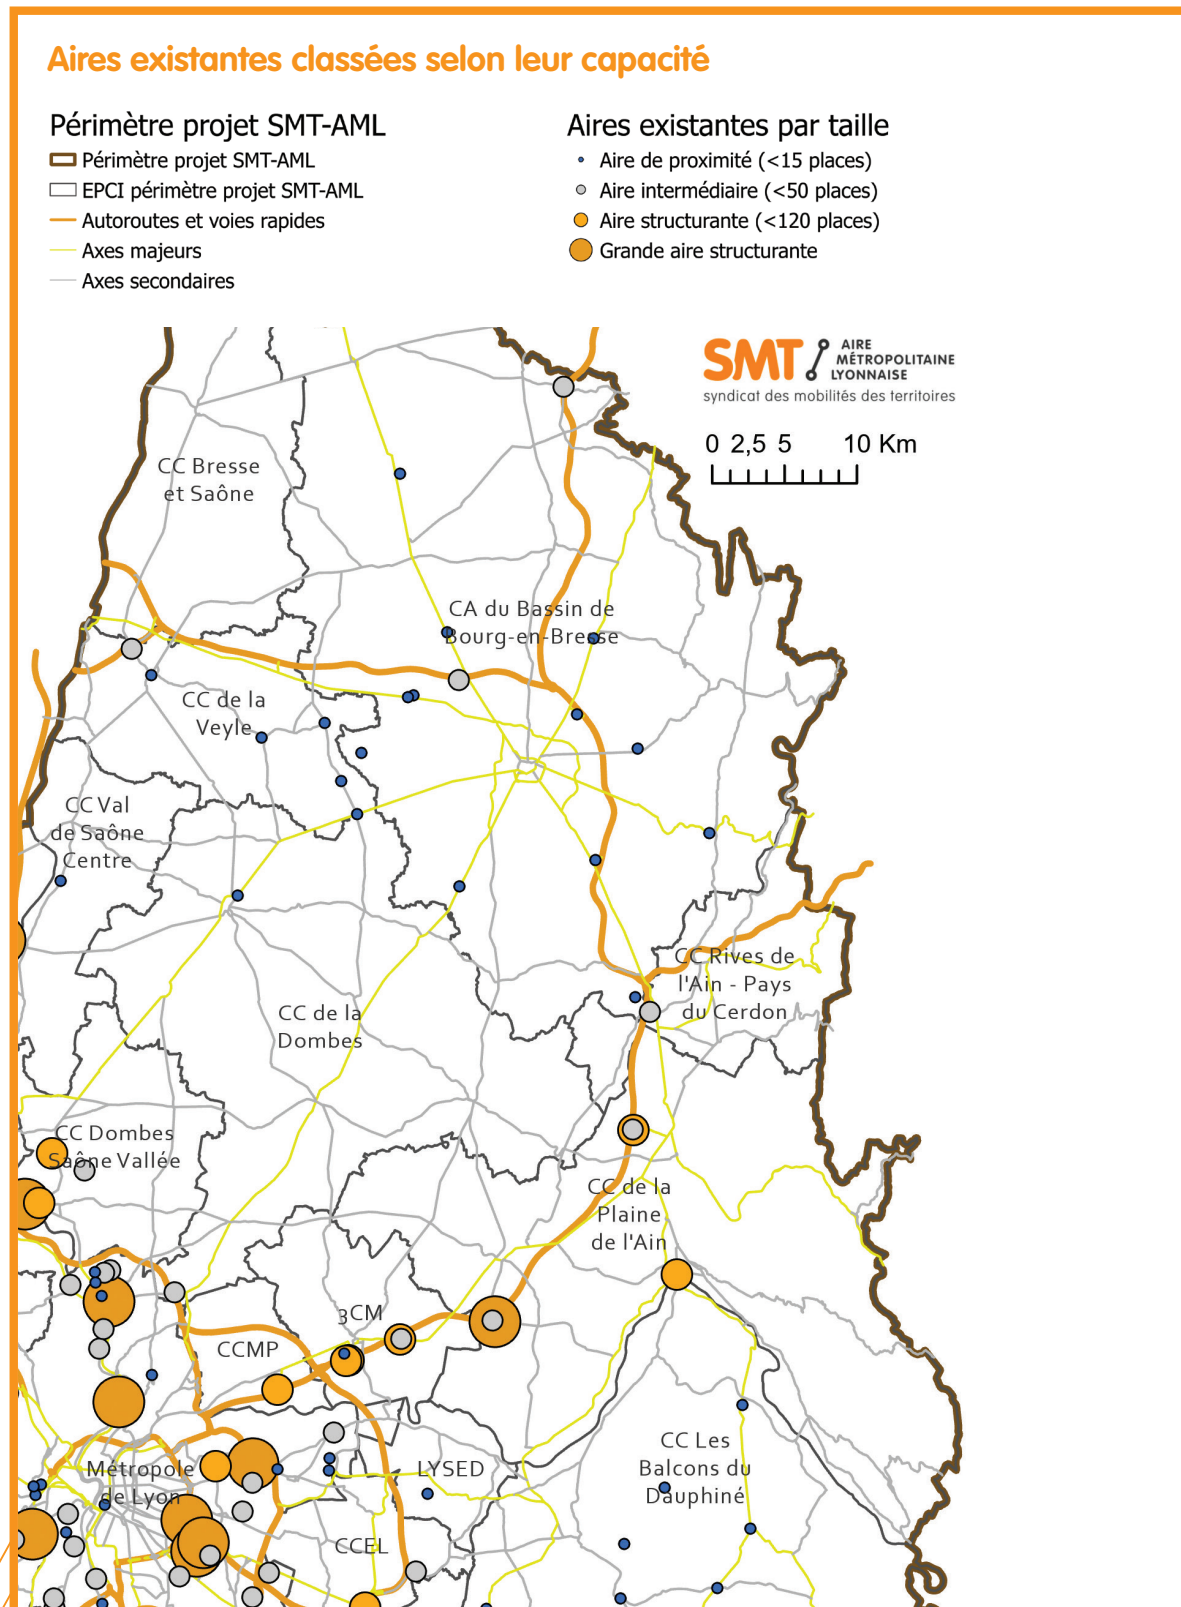 Aires existantes classées selon leur capacité
Périmètre projet SMT-AML
Périmètre projet SMT-AML
EPCI périmètre projet SMT-AML
Autoroutes et voies rapides
Axes majeurs
Axes secondaires
Aires existantes par taille
Aire de proximité (<15 places)
Aire intermédiaire (<50 places)
Aire structurante (<120 places)
Grande aire structurante
SMT
AIRE
MÉTROPOLITAINE
LYONNAISE
syndicat des mobilités des territoires
0 2,5 5 10 Km
CC Bresse
et Saône
CA du Bassin de
Bourg-en-Bresse
CC de la
Veyle
CC Val
de Saône
Centre
CC Rives de
l'Ain - Pays
du Cerdon
CC de la
Dombes
CC Dombes
Saône Vallée
CC de la
Plaine
de l'Ain
3CM
CCMP
CC Les
Balcons du
Dauphiné
Métropole
de Lyon
LYSED
CCEL